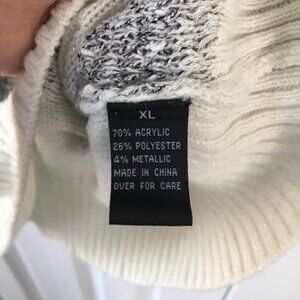 XL
70% ACRYLIC
26% POLYESTER
4% METALLIC
MADE IN CHINA
OVER FOR CARE